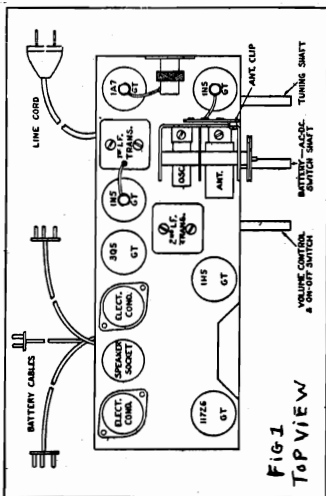 LINE CORD
BATTERY CABLES
1A7
GT
1N5
GT
ANT. CLIP
TUNING SHAFT
BATTERY—AC-DC.
SWITCH SHAFT
VOLUME CONTROL
& ON-OFF SWITCH
1ST I.F.
TRANS.
OSC.
ANT.
1N5
GT
2ND I.F.
TRANS.
3Q5
GT
1H5
GT
ELECT.
COND.
SPEAKER
SOCKET
ELECT.
COND.
117Z6
GT
FIG 1
TOP VIEW